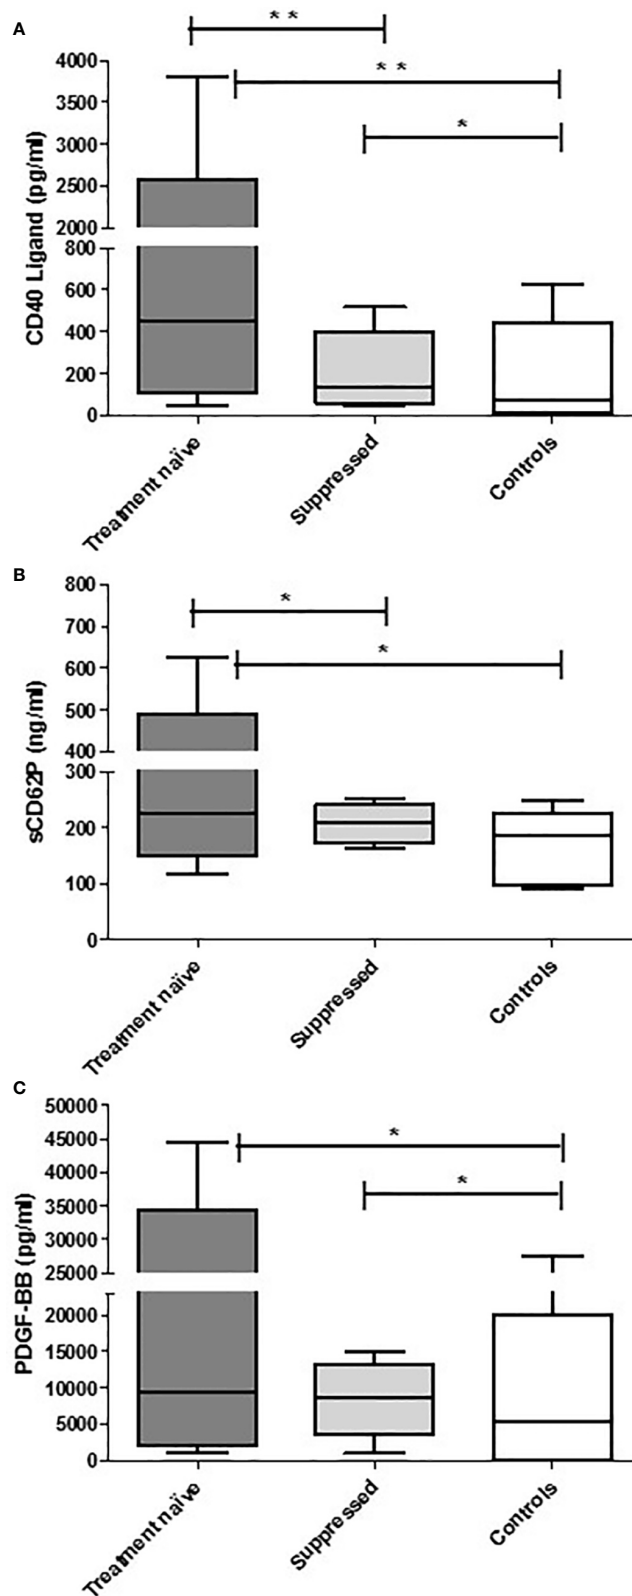 A
* *
* *
*
4000
3500
3000
2500
2000
800
600
400
200
0
CD40 Ligand (pg/ml)
Treatment naïve
Suppressed
Controls
B
*
*
800
700
600
500
400
300
200
100
0
sCD62P (ng/ml)
Treatment naïve
Suppressed
Controls
C
*
*
50000
45000
40000
35000
30000
25000
20000
15000
10000
5000
0
PDGF-BB (pg/ml)
Treatment naïve
Suppressed
Controls